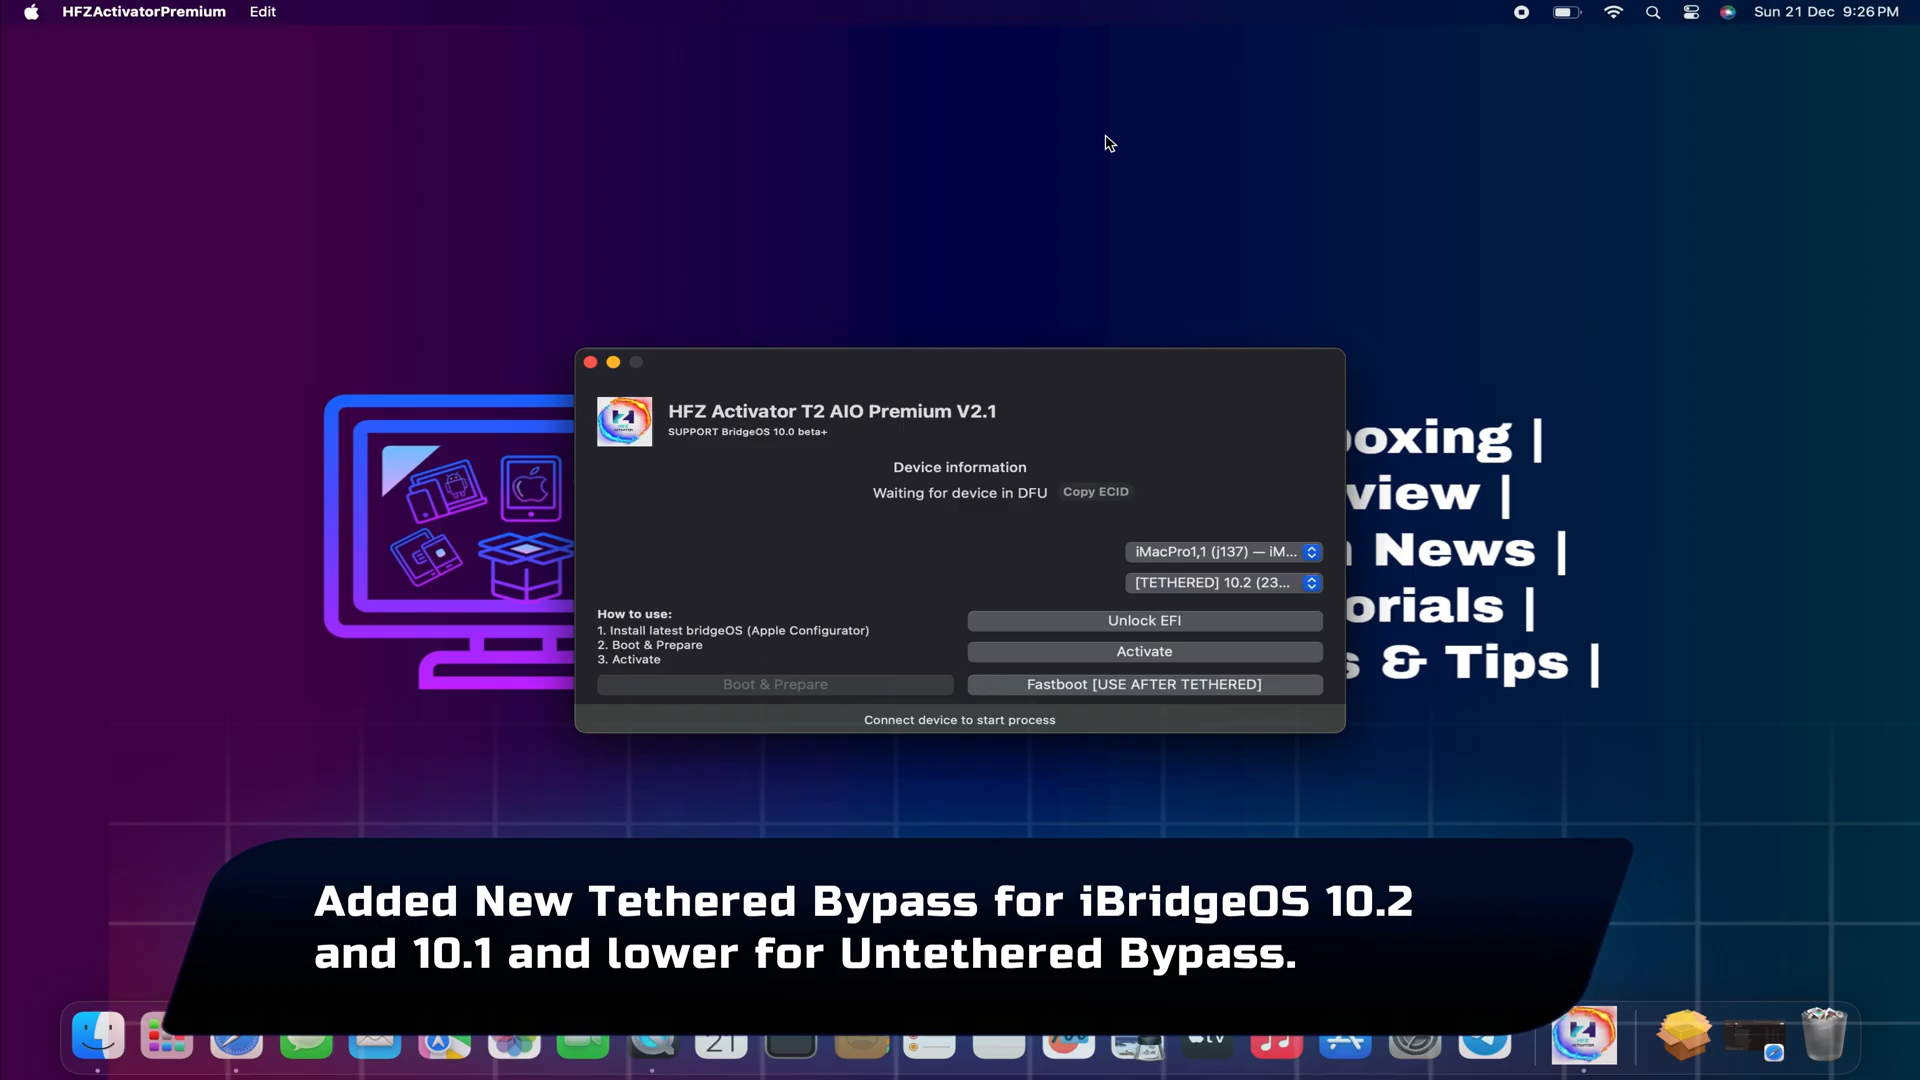 HFZActivatorPremium Edit Sun 21 Dec 9:26 PM
HFZ Activator T2 AIO Premium V2.1
SUPPORT BridgeOS 10.0 beta+
Device information
Waiting for device in DFU Copy ECID
iMacPro1,1 (j137) — iM...
[TETHERED] 10.2 (23...
How to use:
1. Install latest bridgeOS (Apple Configurator)
2. Boot & Prepare
3. Activate
Unlock EFI
Activate
Boot & Prepare
Fastboot [USE AFTER TETHERED]
Connect device to start process
oxing |
view |
News |
orials |
s & Tips |
Added New Tethered Bypass for iBridgeOS 10.2
and 10.1 and lower for Untethered Bypass.
21
tv